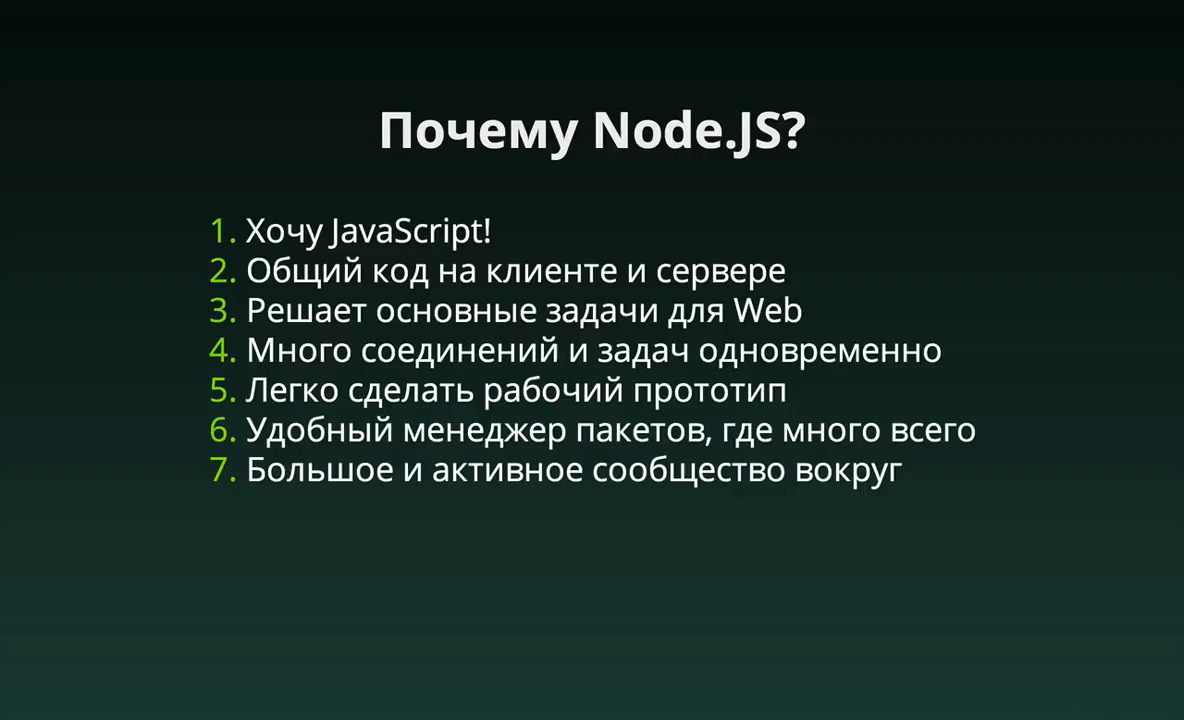 Почему Node.JS?
1. Хочу JavaScript!
2. Общий код на клиенте и сервере
3. Решает основные задачи для Web
4. Много соединений и задач одновременно
5. Легко сделать рабочий прототип
6. Удобный менеджер пакетов, где много всего
7. Большое и активное сообщество вокруг